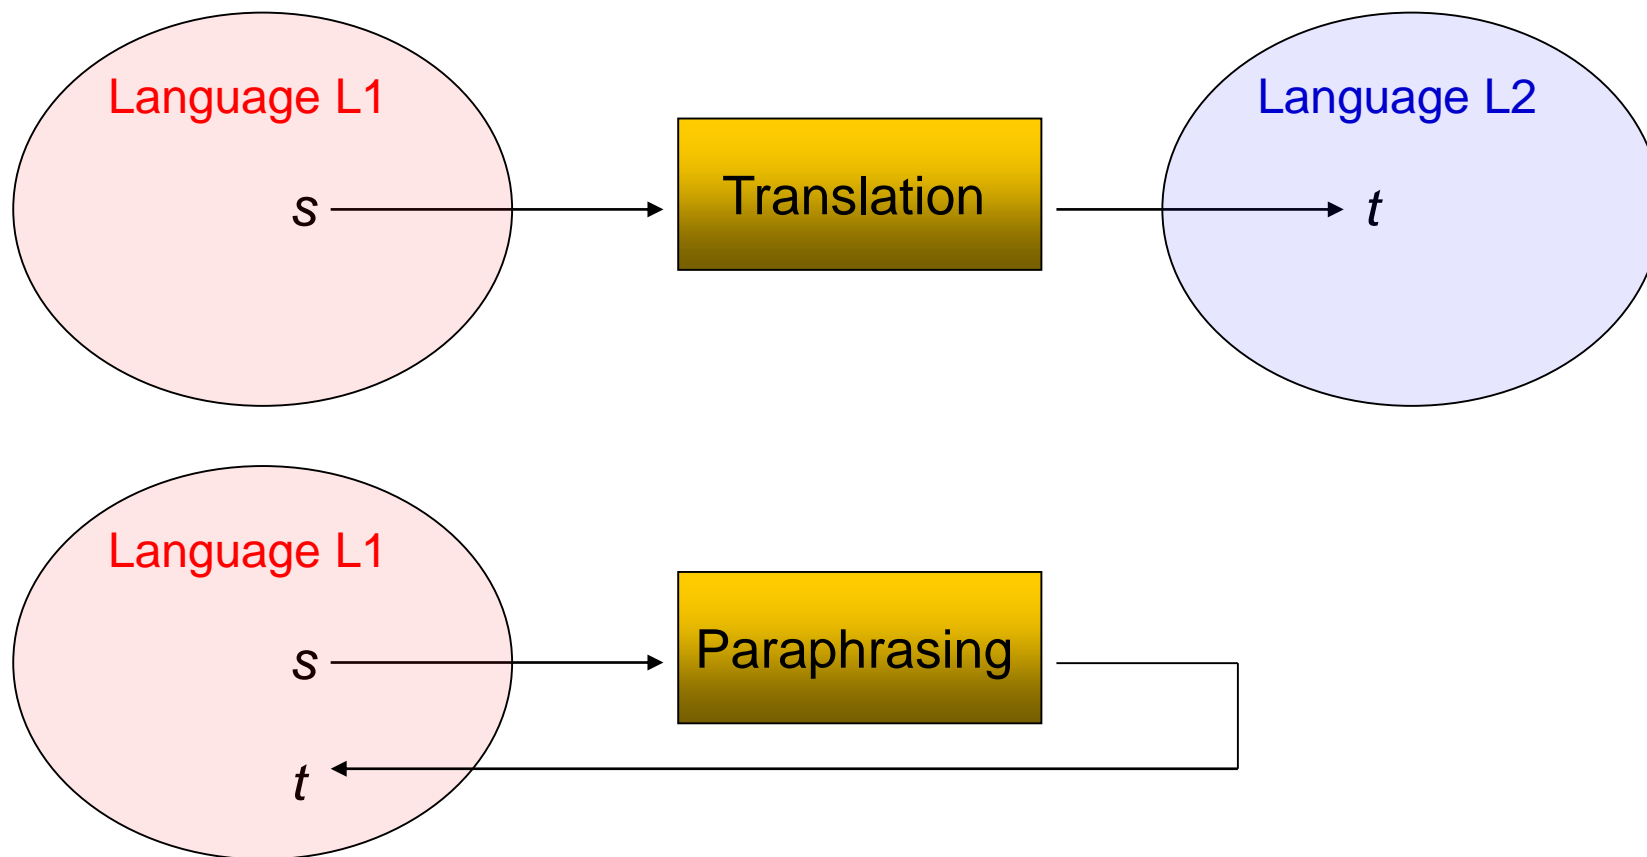 Language L1
Language L2
s
Translation
t
Language L1
s
Paraphrasing
t